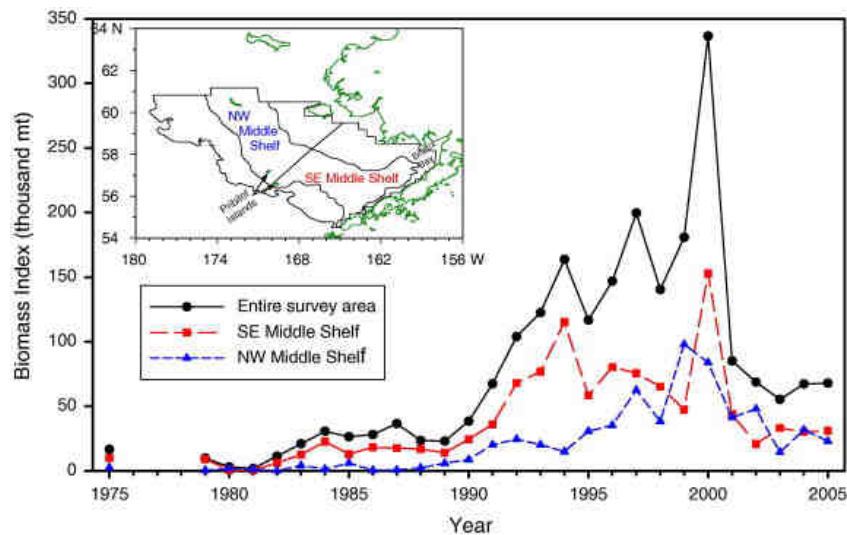 350
300
250
200
150
100
50
0
Biomass Index (thousand mt)
64 N
62
60
58
56
54
180
174
168
162
156 W
NW
Middle
Shelf
SE Middle Shelf
Bristol
Bay
Pribilof
Islands
Entire survey area
SE Middle Shelf
NW Middle Shelf
1975
1980
1985
1990
1995
2000
2005
Year